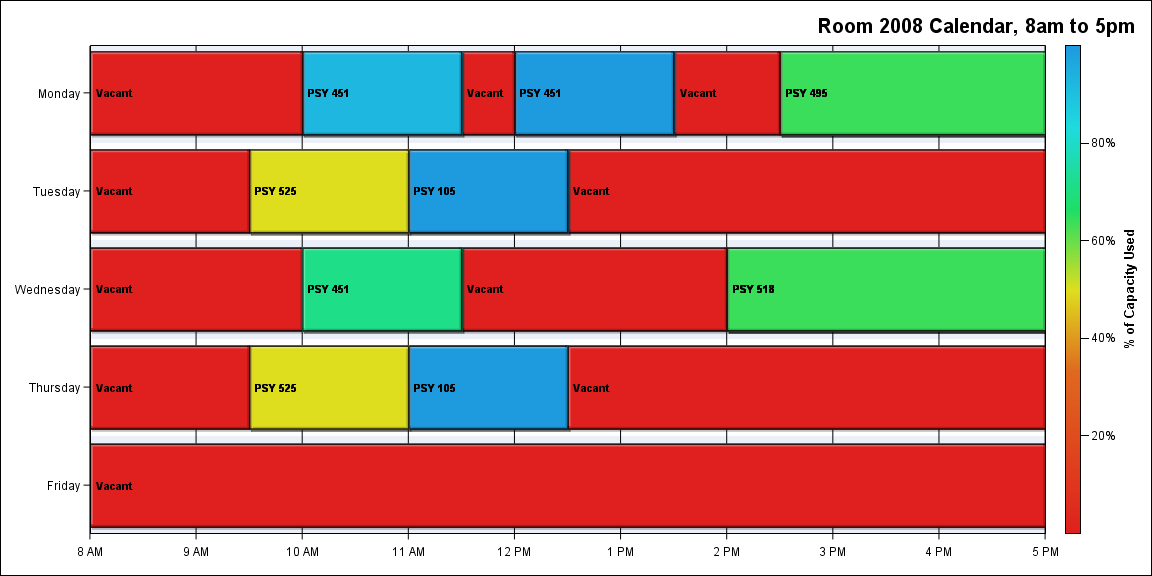 Room 2008 Calendar, 8am to 5pm
Monday
Vacant
PSY 451
Vacant
PSY 451
Vacant
PSY 495
Tuesday
Vacant
PSY 525
PSY 105
Vacant
Wednesday
Vacant
PSY 451
Vacant
PSY 518
Thursday
Vacant
PSY 525
PSY 105
Vacant
Friday
Vacant
8 AM
9 AM
10 AM
11 AM
12 PM
1 PM
2 PM
3 PM
4 PM
5 PM
80%
60%
40%
20%
% of Capacity Used